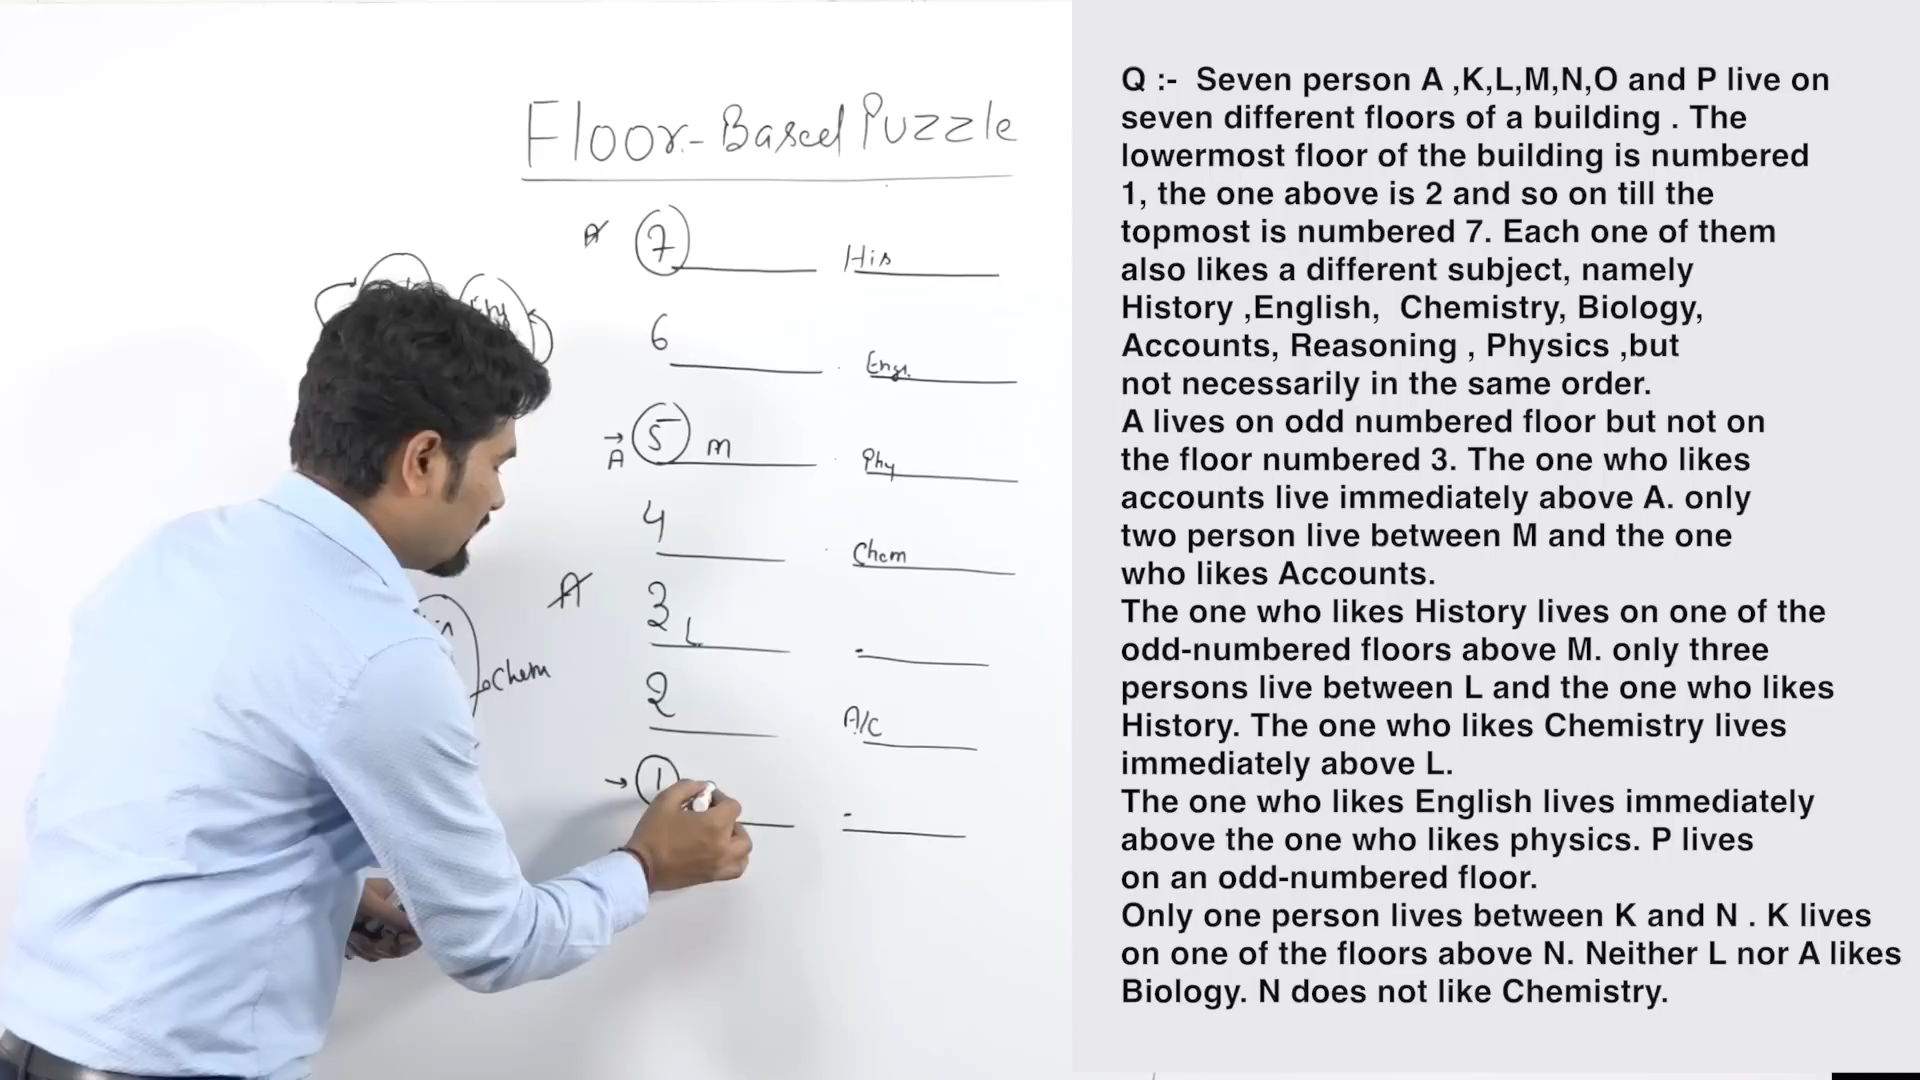 Floor-Based Puzzle
A 7 His
6 Engl.
A 5 M Phy
4 Chem
A 3 L
2 A/C
1
Phy
Chem
Q :- Seven person A ,K,L,M,N,O and P live on
seven different floors of a building . The
lowermost floor of the building is numbered
1, the one above is 2 and so on till the
topmost is numbered 7. Each one of them
also likes a different subject, namely
History ,English, Chemistry, Biology,
Accounts, Reasoning , Physics ,but
not necessarily in the same order.
A lives on odd numbered floor but not on
the floor numbered 3. The one who likes
accounts live immediately above A. only
two person live between M and the one
who likes Accounts.
The one who likes History lives on one of the
odd-numbered floors above M. only three
persons live between L and the one who likes
History. The one who likes Chemistry lives
immediately above L.
The one who likes English lives immediately
above the one who likes physics. P lives
on an odd-numbered floor.
Only one person lives between K and N . K lives
on one of the floors above N. Neither L nor A likes
Biology. N does not like Chemistry.